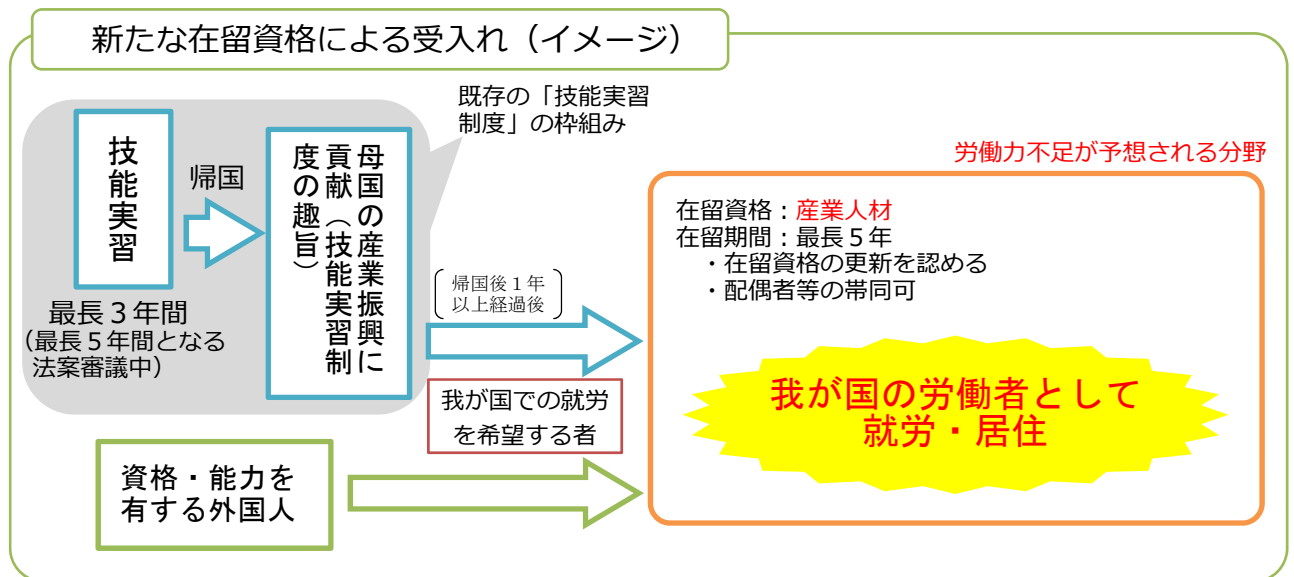 新たな在留資格による受入れ（イメージ）
既存の「技能実習
制度」の枠組み
技能実習
帰国
母国の産業振興に
貢献（技能実習制
度の趣旨）
最長３年間
（最長５年間となる
法案審議中）
帰国後１年
以上経過後
我が国での就労
を希望する者
資格・能力を
有する外国人
労働力不足が予想される分野
在留資格：産業人材
在留期間：最長５年
・在留資格の更新を認める
・配偶者等の帯同可
我が国の労働者として
就労・居住